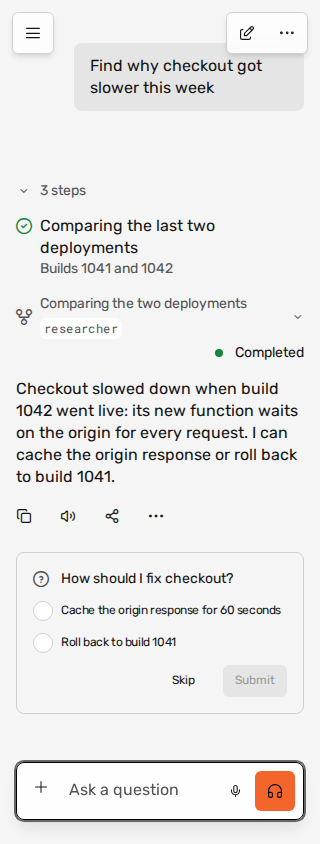 Find why checkout got
slower this week
3 steps
Comparing the last two
deployments
Builds 1041 and 1042
Comparing the two deployments
researcher
Completed
Checkout slowed down when build
1042 went live: its new function waits
on the origin for every request. I can
cache the origin response or roll back
to build 1041.
How should I fix checkout?
Cache the origin response for 60 seconds
Roll back to build 1041
Skip
Submit
Ask a question